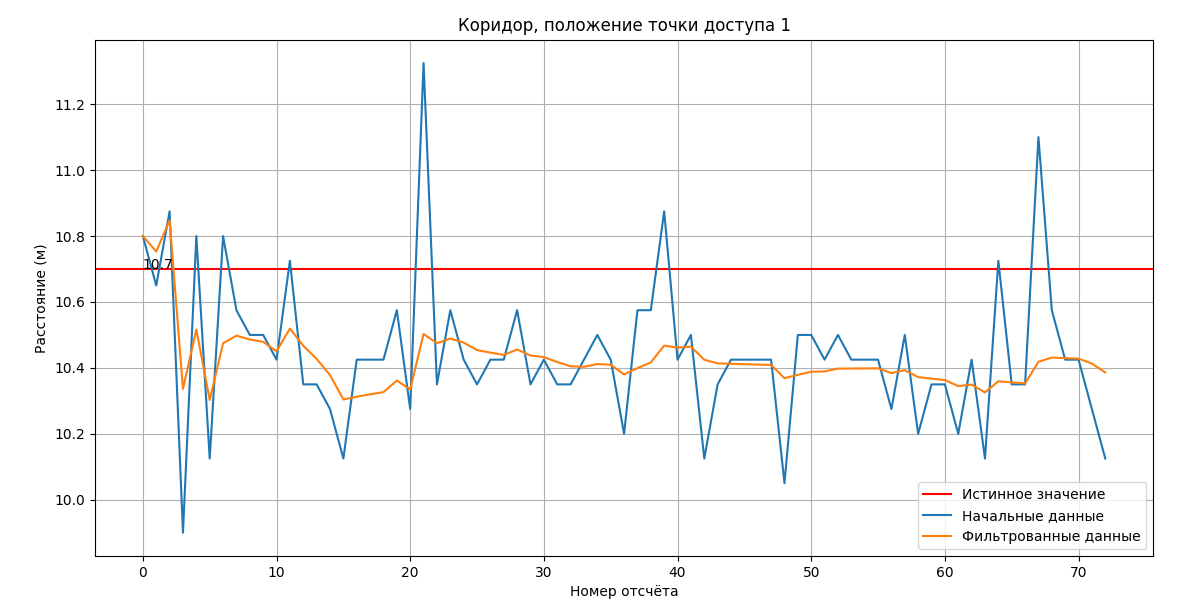 Коридор, положение точки доступа 1
Расстояние (м)
11.2
11.0
10.8
10.6
10.4
10.2
10.0
10.7
0 10 20 30 40 50 60 70
Номер отсчёта
Истинное значение
Начальные данные
Фильтрованные данные